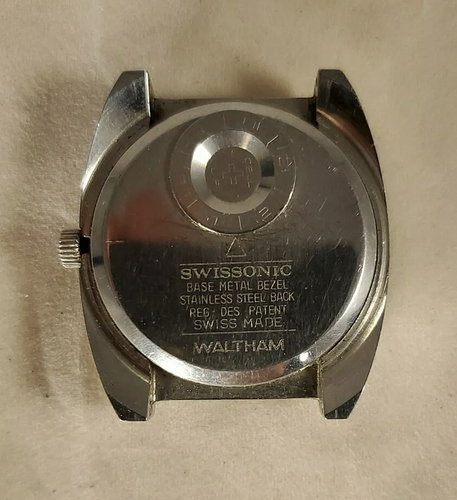 SWISSONIC
BASE METAL BEZEL
STAINLESS STEEL BACK
REG·DES PATENT
SWISS MADE
WALTHAM